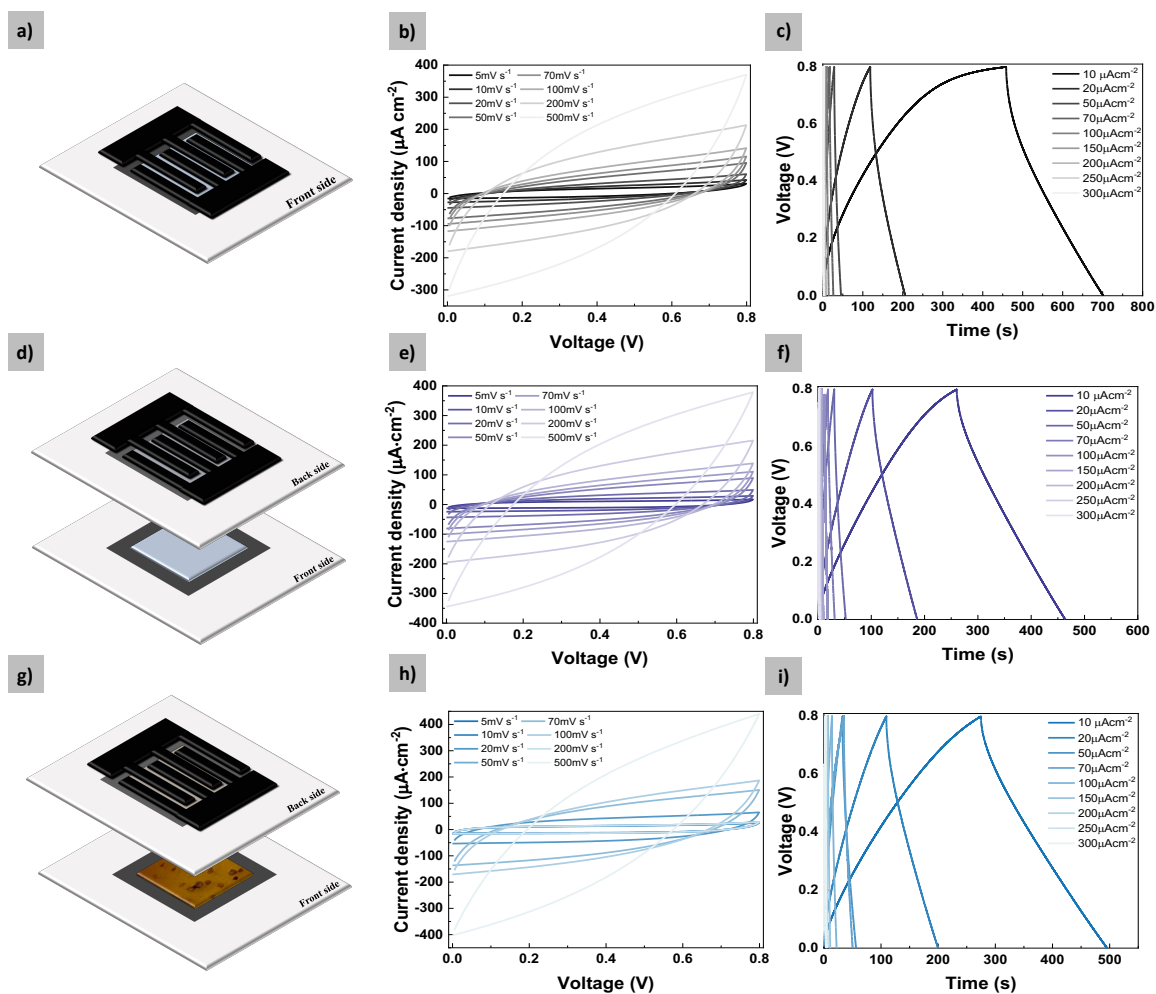 a)
Front side
b)
Current density (µA cm⁻²)
400
300
200
100
0
-100
-200
-300
5mV s⁻¹ 70mV s⁻¹
10mV s⁻¹ 100mV s⁻¹
20mV s⁻¹ 200mV s⁻¹
50mV s⁻¹ 500mV s⁻¹
0.0 0.2 0.4 0.6 0.8
Voltage (V)
c)
Voltage (V)
0.8
0.6
0.4
0.2
0.0
10 µAcm⁻²
20µAcm⁻²
50µAcm⁻²
70µAcm⁻²
100µAcm⁻²
150µAcm⁻²
200µAcm⁻²
250µAcm⁻²
300µAcm⁻²
0 100 200 300 400 500 600 700 800
Time (s)
d)
Back side
Front side
e)
Current density (µA·cm⁻²)
400
300
200
100
0
-100
-200
-300
-400
5mV s⁻¹ 70mV s⁻¹
10mV s⁻¹ 100mV s⁻¹
20mV s⁻¹ 200mV s⁻¹
50mV s⁻¹ 500mV s⁻¹
0.0 0.2 0.4 0.6 0.8
Voltage (V)
f)
Voltage (V)
0.8
0.6
0.4
0.2
0.0
10 µAcm⁻²
20µAcm⁻²
50µAcm⁻²
70µAcm⁻²
100µAcm⁻²
150µAcm⁻²
200µAcm⁻²
250µAcm⁻²
300µAcm⁻²
0 100 200 300 400 500 600
Time (s)
g)
Back side
Front side
h)
Current density (µA·cm⁻²)
400
300
200
100
0
-100
-200
-300
-400
5mV s⁻¹ 70mV s⁻¹
10mV s⁻¹ 100mV s⁻¹
20mV s⁻¹ 200mV s⁻¹
50mV s⁻¹ 500mV s⁻¹
0.0 0.2 0.4 0.6 0.8
Voltage (V)
i)
Voltage (V)
0.8
0.6
0.4
0.2
0.0
10 µAcm⁻²
20µAcm⁻²
50µAcm⁻²
70µAcm⁻²
100µAcm⁻²
150µAcm⁻²
200µAcm⁻²
250µAcm⁻²
300µAcm⁻²
0 100 200 300 400 500
Time (s)